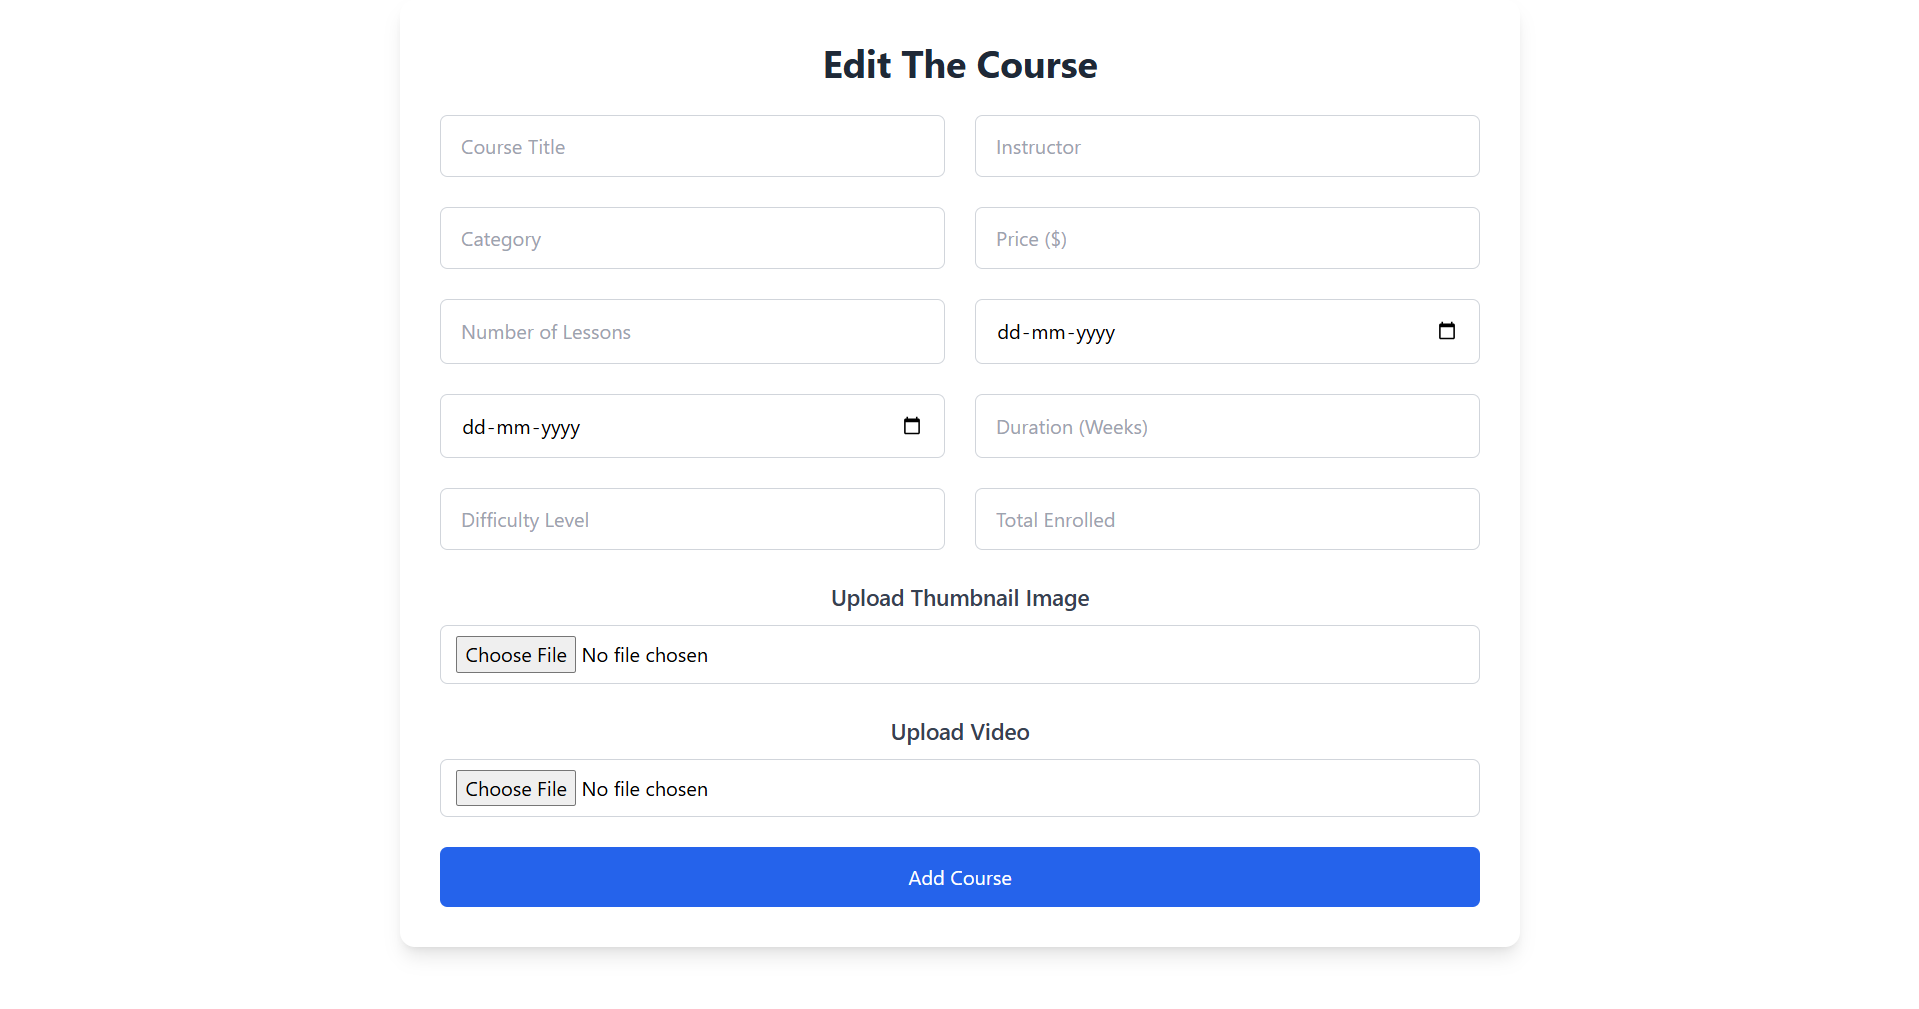 Edit The Course
Course Title
Instructor
Category
Price ($)
Number of Lessons
dd-mm-yyyy
dd-mm-yyyy
Duration (Weeks)
Difficulty Level
Total Enrolled
Upload Thumbnail Image
Choose File No file chosen
Upload Video
Choose File No file chosen
Add Course